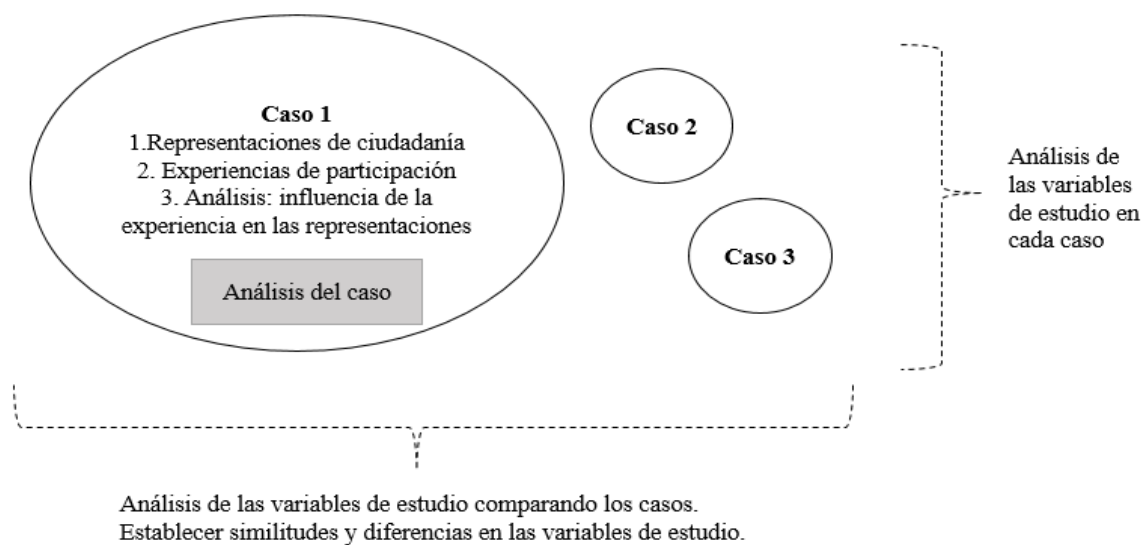 Caso 1
1.Representaciones de ciudadanía
2. Experiencias de participación
3. Análisis: influencia de la
experiencia en las representaciones
Análisis del caso
Caso 2
Caso 3
Análisis de
las variables
de estudio en
cada caso
Análisis de las variables de estudio comparando los casos.
Establecer similitudes y diferencias en las variables de estudio.